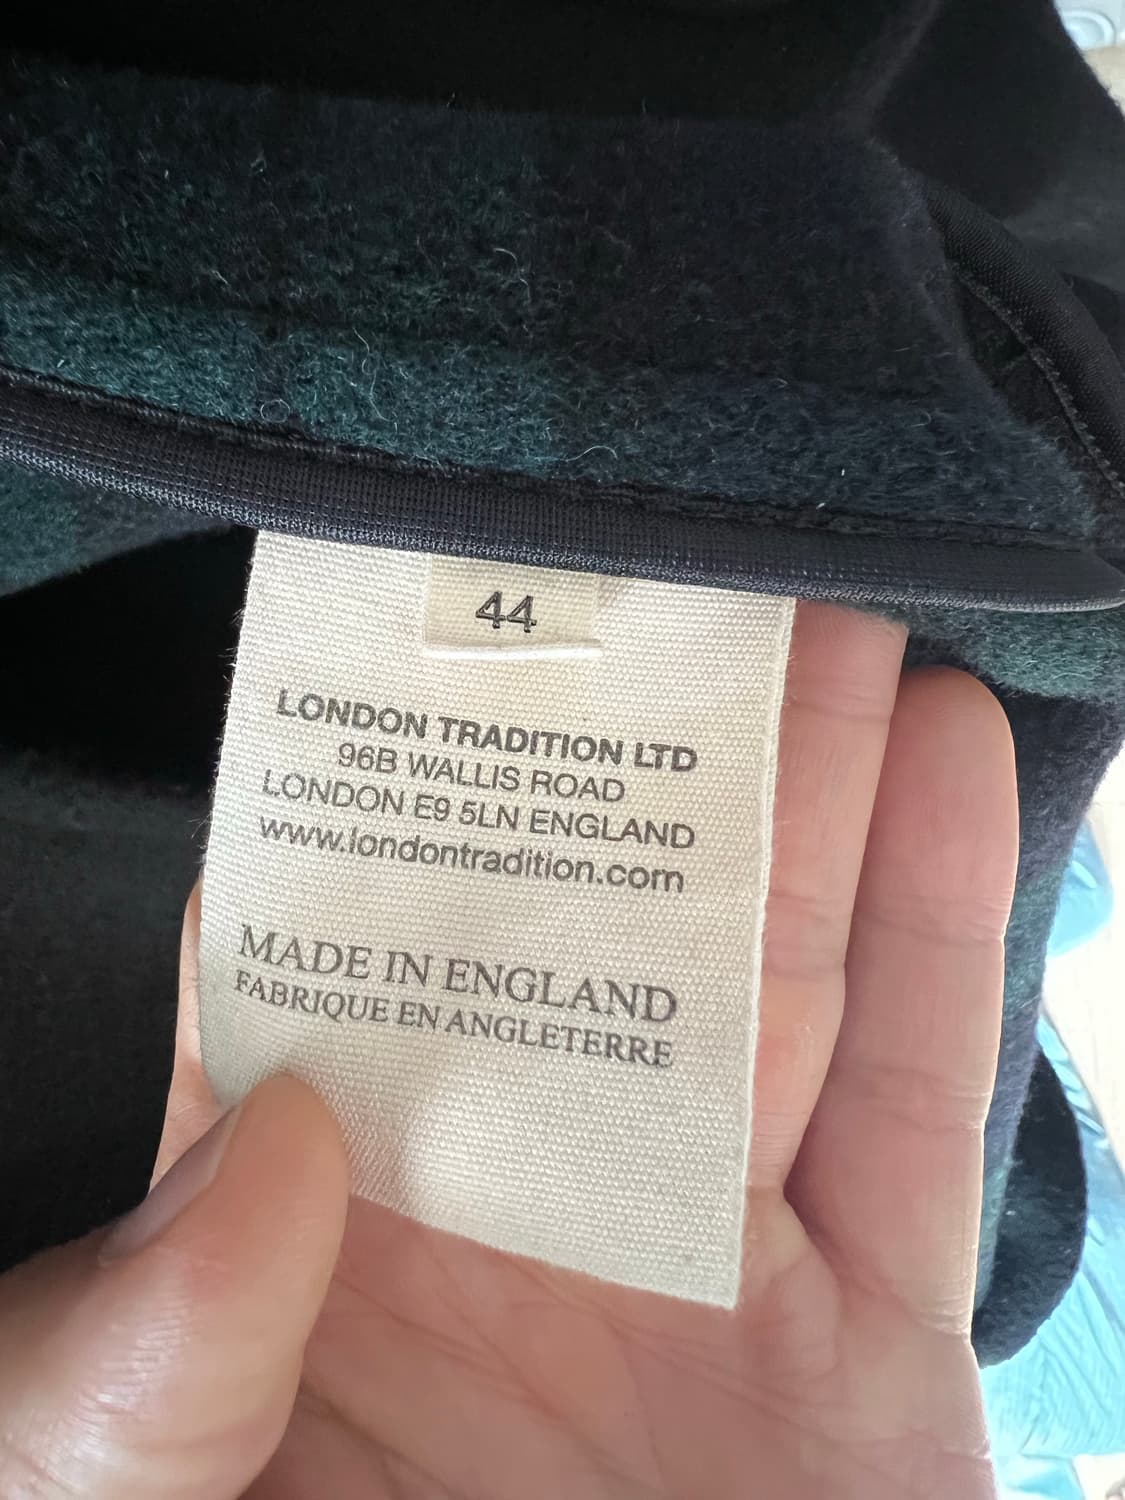 44
LONDON TRADITION LTD
96B WALLIS ROAD
LONDON E9 5LN ENGLAND
www.londontradition.com
MADE IN ENGLAND
FABRIQUE EN ANGLETERRE